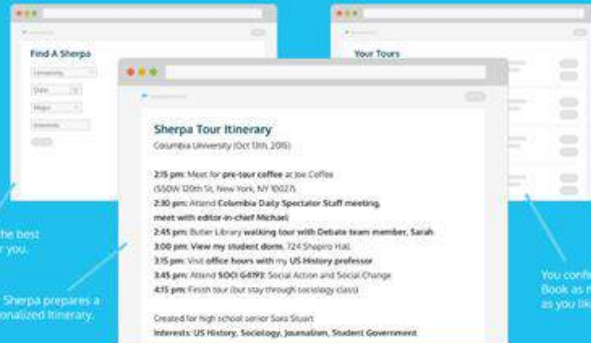 Find A Sherpa
University
Date
Major
Interests
Your Tours
Sherpa Tour Itinerary
Columbia University (Oct 13th, 2015)
2:15 pm: Meet for pre-tour coffee at Joe Coffee
(550W 120th St, New York, NY 10027).
2:30 pm: Attend Columbia Daily Spectator Staff meeting,
meet with editor-in-chief Michael
2:45 pm: Butler Library walking tour with Debate team member, Sarah
3:00 pm: View my student dorm, 724 Shapiro Hall.
3:15 pm: Visit office hours with my US History professor
3:45 pm: Attend SOCI G4193: Social Action and Social Change
4:15 pm: Finish tour (but stay through sociology class)
Created for high school senior Sara Stuart
Interests: US History, Sociology, Journalism, Student Government
he best
r you.
Sherpa prepares a
onalized Itinerary.
You confi
Book as m
as you lik